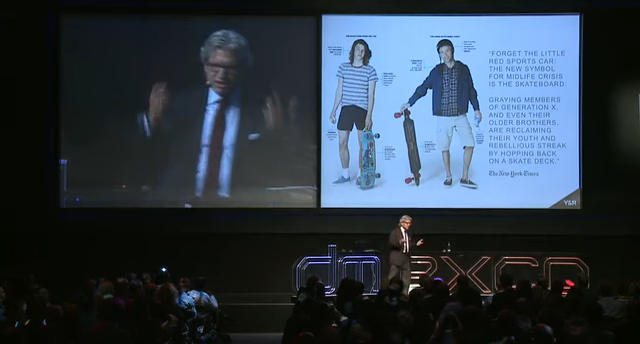 "FORGET THE LITTLE
RED SPORTS CAR:
THE NEW SYMBOL
FOR MIDLIFE CRISIS
IS THE SKATEBOARD.
GRAYING MEMBERS
OF GENERATION X,
AND EVEN THEIR
OLDER BROTHERS,
ARE RECLAIMING
THEIR YOUTH AND
REBELLIOUS STREAK
BY HOPPING BACK
ON A SKATE DECK."
The New York Times
Y&R
dmexco